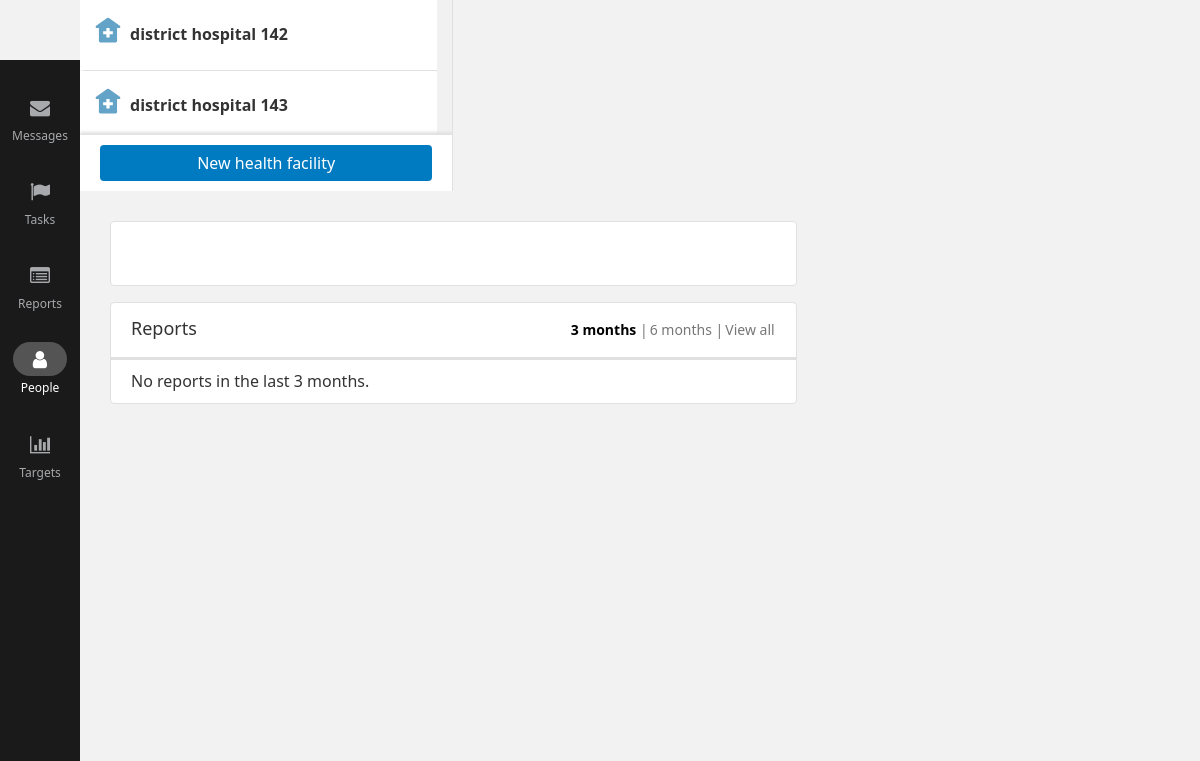 district hospital 142
district hospital 143
New health facility
Messages
Tasks
Reports
People
Targets
Reports
3 months | 6 months | View all
No reports in the last 3 months.